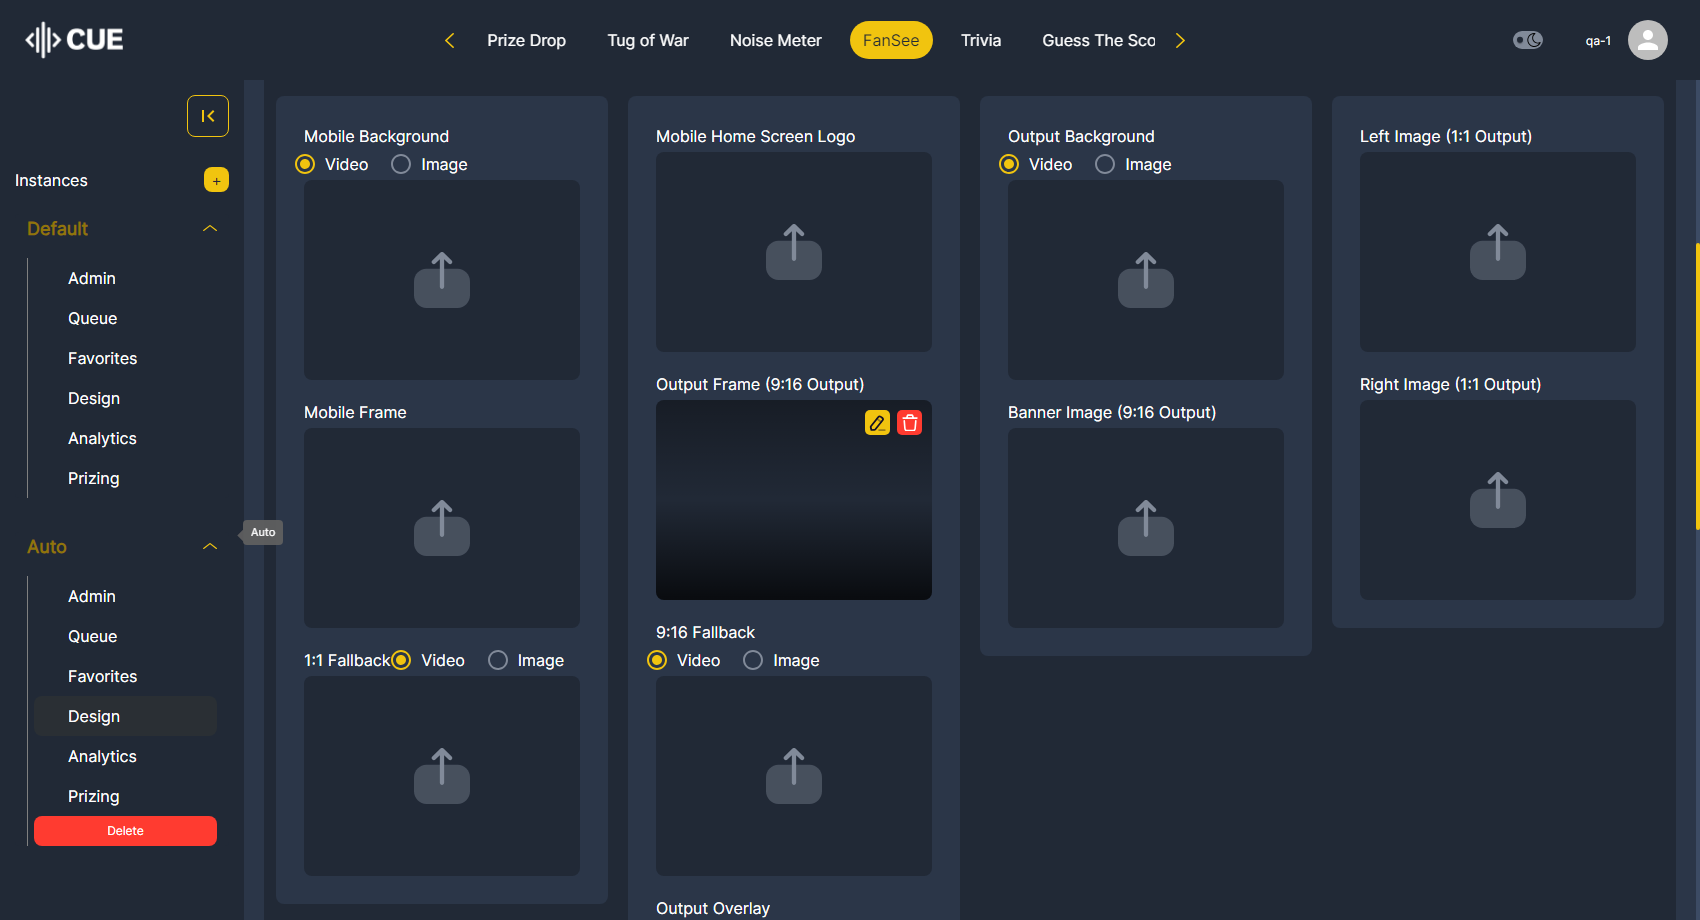 CUE
Prize Drop
Tug of War
Noise Meter
FanSee
Trivia
Guess The Sco
qa-1
Instances
+
Default
Admin
Queue
Favorites
Design
Analytics
Prizing
Auto
Admin
Queue
Favorites
Design
Analytics
Prizing
Delete
Auto
Mobile Background
Video Image
Mobile Frame
1:1 Fallback Video Image
Mobile Home Screen Logo
Output Frame (9:16 Output)
9:16 Fallback
Video Image
Output Overlay
Output Background
Video Image
Banner Image (9:16 Output)
Left Image (1:1 Output)
Right Image (1:1 Output)